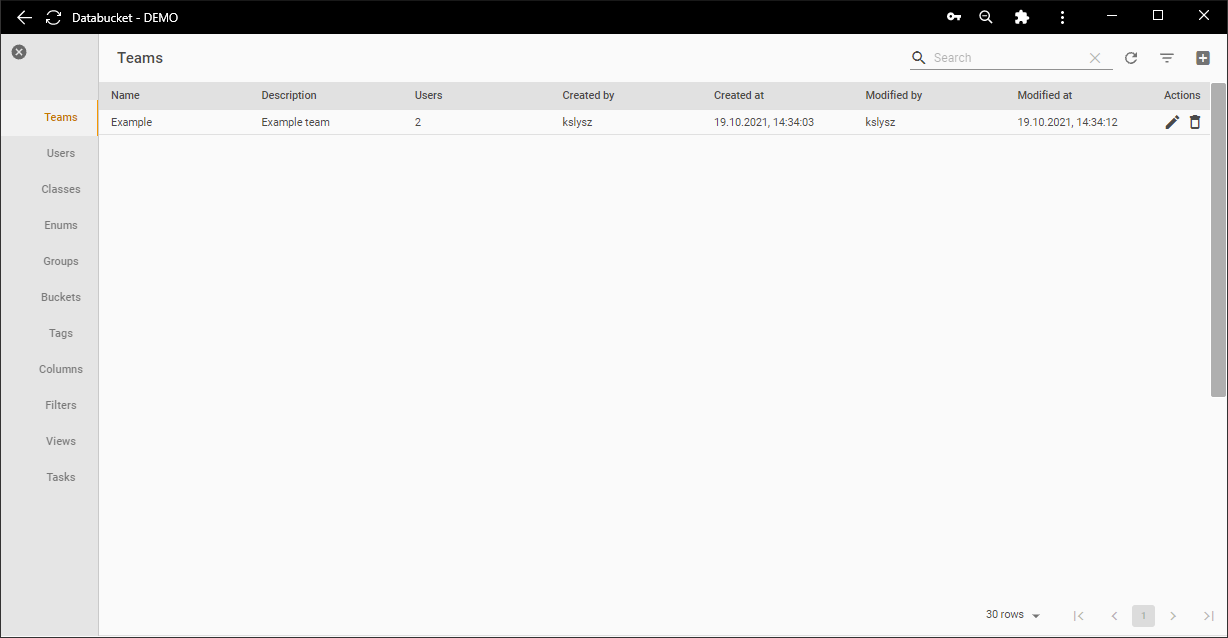 Databucket - DEMO
Teams
Search
Name Description Users Created by Created at Modified by Modified at Actions
Example Example team 2 kslysz 19.10.2021, 14:34:03 kslysz 19.10.2021, 14:34:12
Teams
Users
Classes
Enums
Groups
Buckets
Tags
Columns
Filters
Views
Tasks
30 rows 1